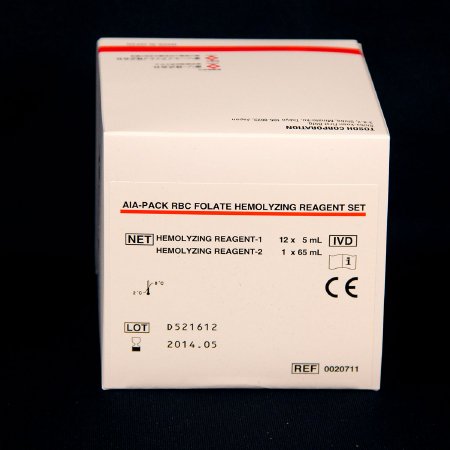 TOSOH CORPORATION
AIA-PACK RBC FOLATE HEMOLYZING REAGENT SET
NET HEMOLYZING REAGENT-1 12 x 5 mL IVD
HEMOLYZING REAGENT-2 1 x 65 mL
i
CE
2°C 8°C
LOT D521612
2014.05
REF 0020711